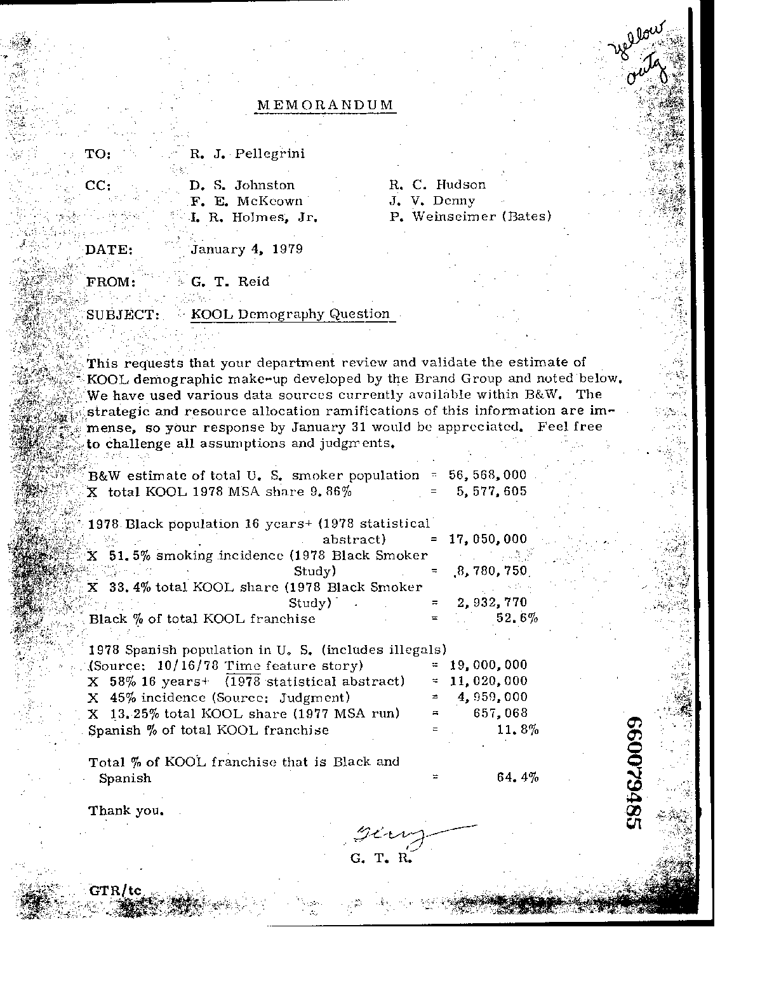 yellow
MEMORANDUM
TO: R. J. Pellegrini
CC: D. S. Johnston R. C. Hudson
F. E. McKeown J. V. Denny
I. R. Holmes, Jr. P. Weinseimer (Bates)
DATE: January 4, 1979
FROM: G. T. Reid
SUBJECT: KOOL Demography Question
This requests that your department review and validate the estimate of
KOOL demographic make-up developed by the Brand Group and noted below.
We have used various data sources currently available within B&W. The
strategic and resource allocation ramifications of this information are im-
mense, so your response by January 31 would be appreciated. Feel free
to challenge all assumptions and judgments.
B&W estimate of total U. S. smoker population = 56,568,000
X total KOOL 1978 MSA share 9.86% = 5,577,605
1978 Black population 16 years+ (1978 statistical
abstract) = 17,050,000
X 51.5% smoking incidence (1978 Black Smoker
Study) = 8,780,750
X 33.4% total KOOL share (1978 Black Smoker
Study) = 2,932,770
Black % of total KOOL franchise = 52.6%
1978 Spanish population in U. S. (includes illegals)
(Source: 10/16/78 Time feature story) = 19,000,000
X 58% 16 years+ (1978 statistical abstract) = 11,020,000
X 45% incidence (Source: Judgment) = 4,959,000
X 13.25% total KOOL share (1977 MSA run) = 657,068
Spanish % of total KOOL franchise = 11.8%
Total % of KOOL franchise that is Black and
Spanish = 64.4%
Thank you.
G. T. R.
GTR/tc
660079485